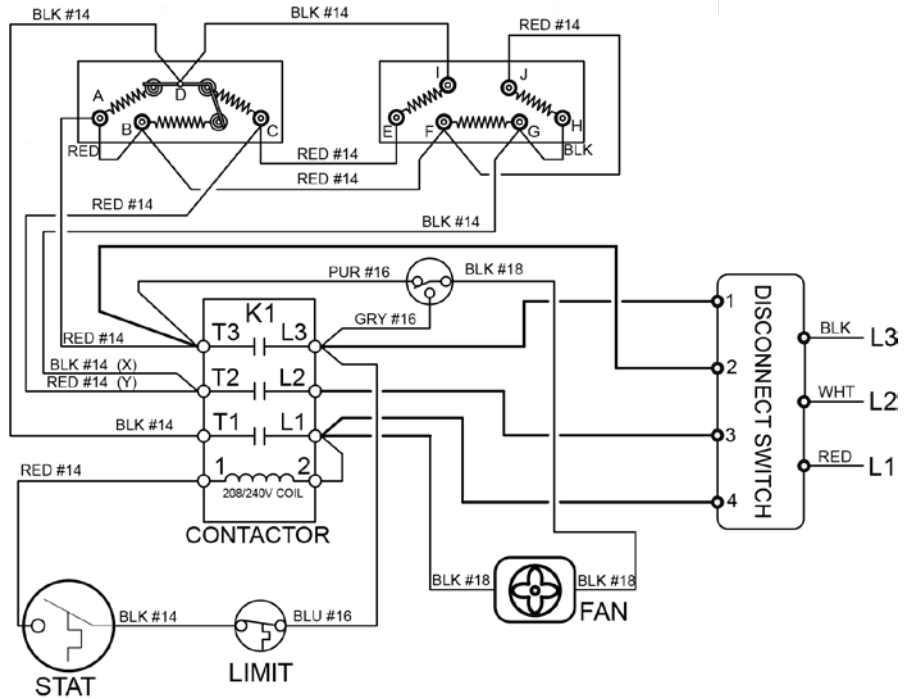 BLK #14
BLK #14
RED #14
A
D
B
C
RED
I
J
E
F
G
H
BLK
RED #14
RED #14
RED #14
BLK #14
PUR #16
BLK #18
GRY #16
K1
T3
L3
RED #14
BLK #14 (X)
RED #14 (Y)
T2
L2
BLK #14
T1
L1
RED #14
1
2
208/240V COIL
CONTACTOR
1
2
3
4
DISCONNECT SWITCH
BLK
L3
WHT
L2
RED
L1
BLK #18
BLK #18
FAN
BLK #14
BLU #16
LIMIT
STAT